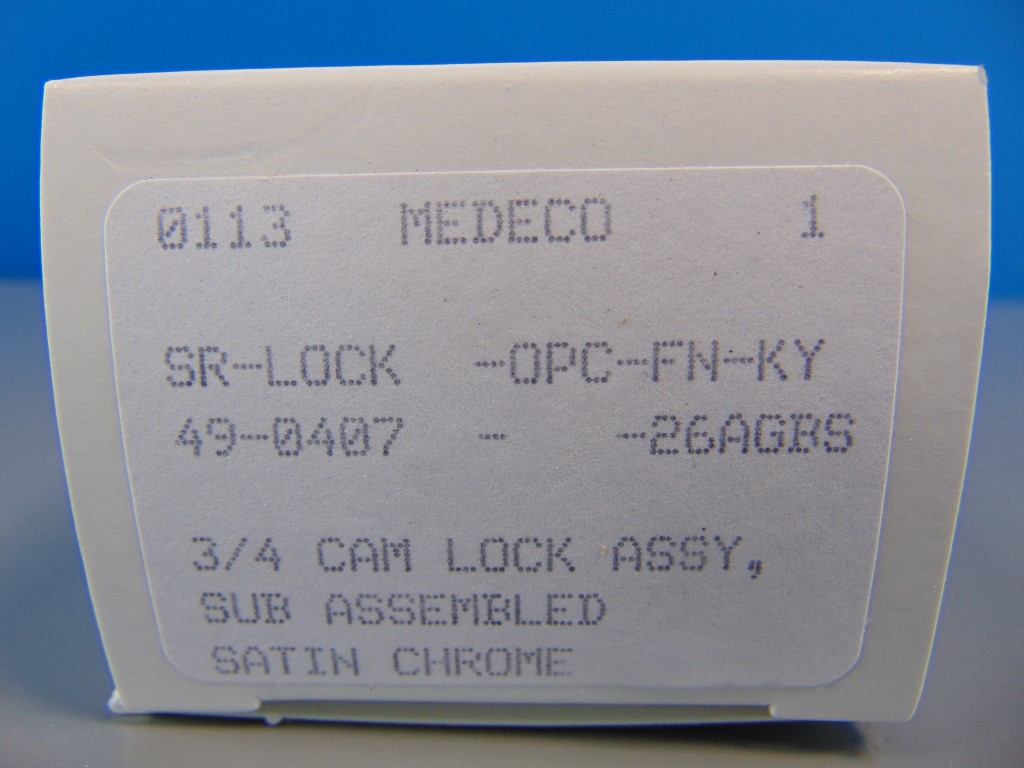 0113 MEDECO 1
SR-LOCK -OPC-FN-KY
49-0407 - -26AGBS
3/4 CAM LOCK ASSY,
SUB ASSEMBLED
SATIN CHROME